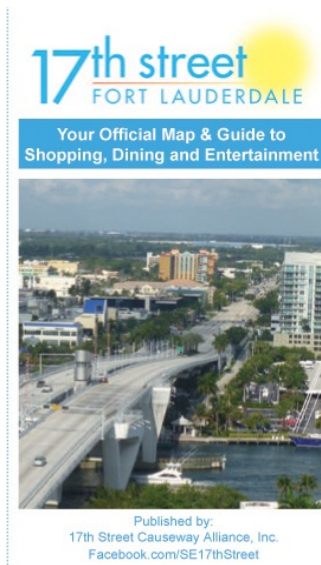 17th street
FORT LAUDERDALE
Your Official Map & Guide to
Shopping, Dining and Entertainment
Published by:
17th Street Causeway Alliance, Inc.
Facebook.com/SE17thStreet